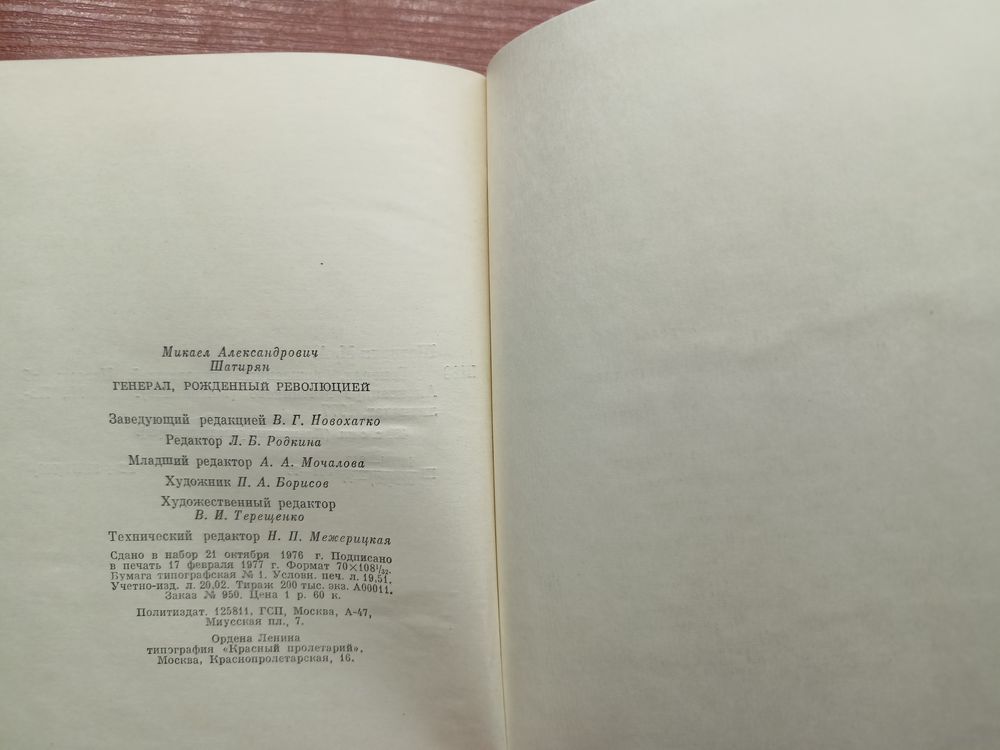 Микаел Александрович
Шатирян
ГЕНЕРАЛ, РОЖДЕННЫЙ РЕВОЛЮЦИЕЙ
Заведующий редакцией В. Г. Новохатко
Редактор Л. Б. Родкина
Младший редактор А. А. Мочалова
Художник П. А. Борисов
Художественный редактор
В. И. Терещенко
Технический редактор Н. П. Межерицкая
Сдано в набор 21 октября 1976 г. Подписано
в печать 17 февраля 1977 г. Формат 70×108¹/₃₂.
Бумага типографская № 1. Условн. печ. л. 19,51.
Учетно-изд. л. 20,02. Тираж 200 тыс. экз. А00011.
Заказ № 950. Цена 1 р. 60 к.
Политиздат. 125811, ГСП, Москва, А-47,
Миусская пл., 7.
Ордена Ленина
типография «Красный пролетарий»,
Москва, Краснопролетарская, 16.